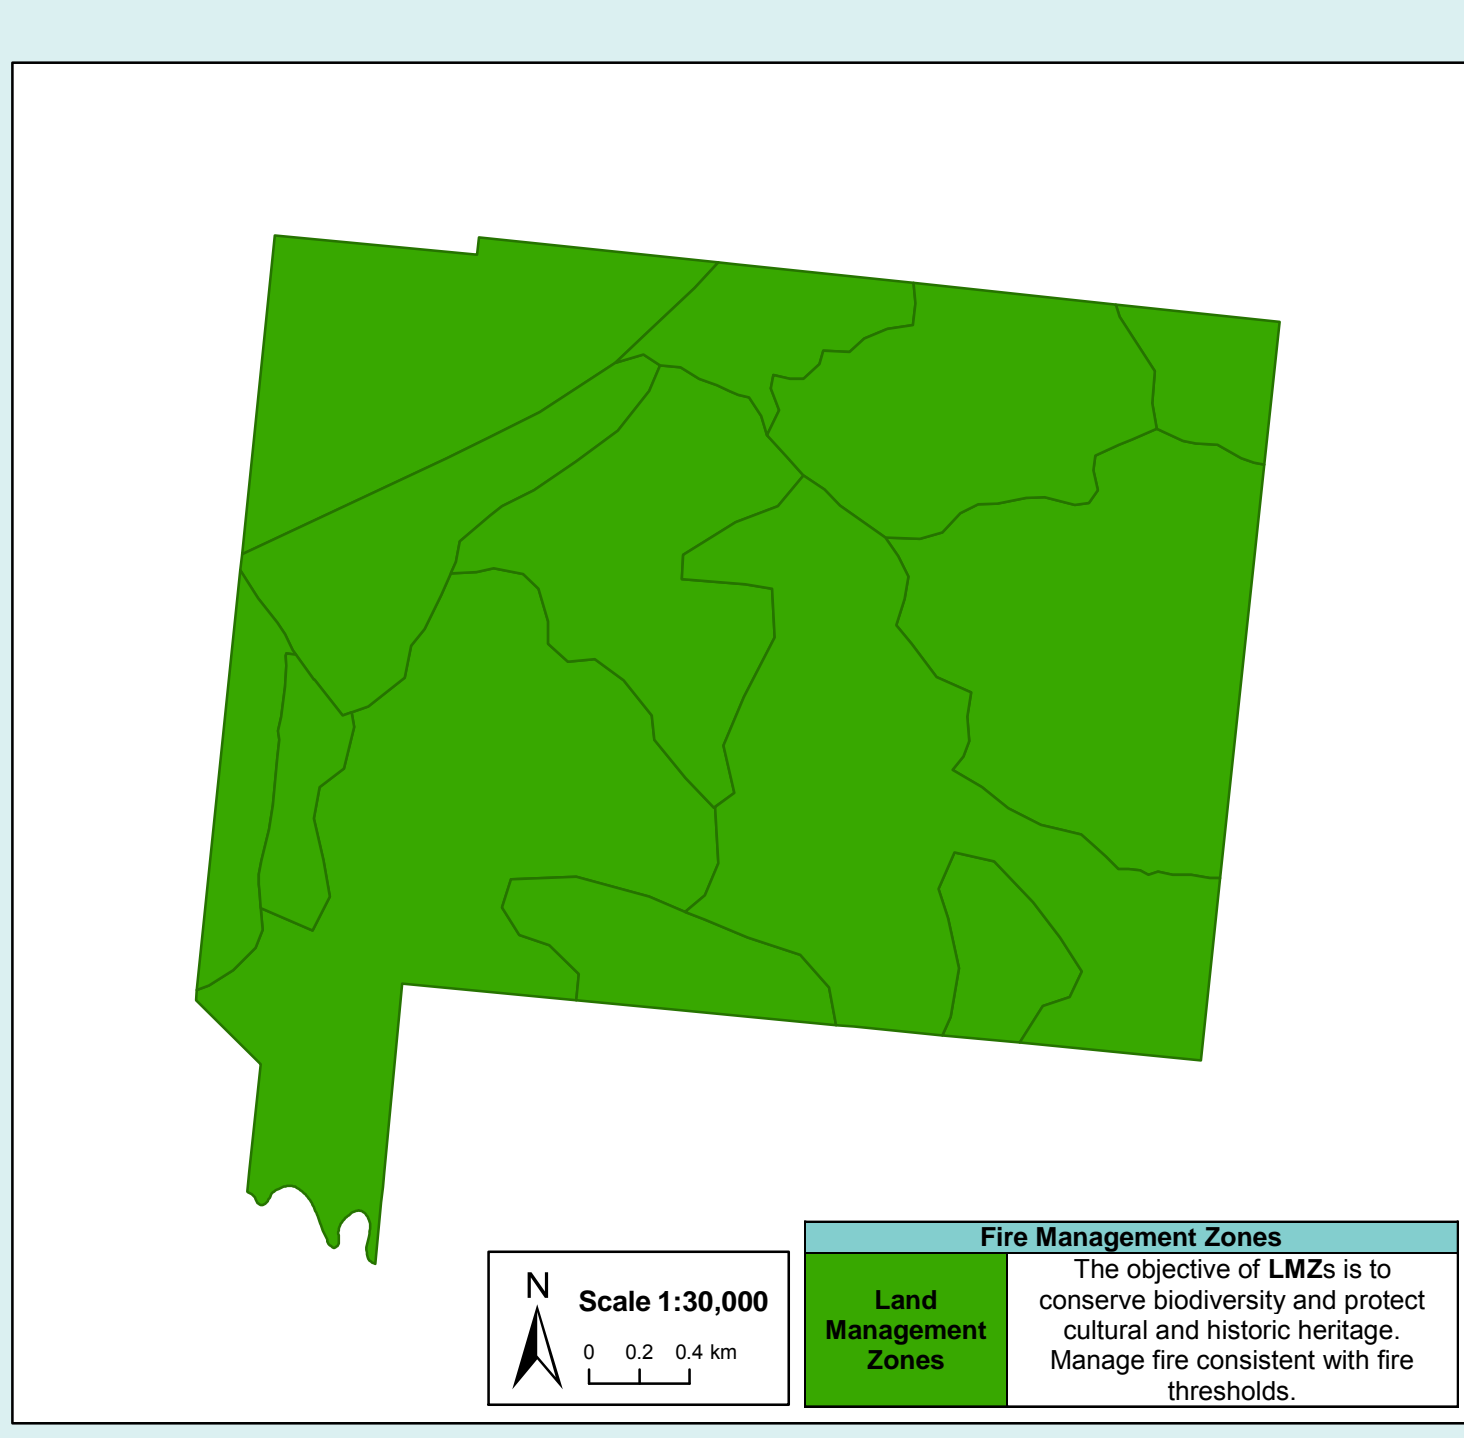 N
Scale 1:30,000
0 0.2 0.4 km
Fire Management Zones
Land
Management
Zones
The objective of LMZs is to
conserve biodiversity and protect
cultural and historic heritage.
Manage fire consistent with fire
thresholds.